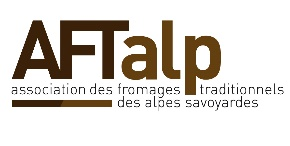 AFTalp
association des fromages traditionnels
des alpes savoyardes